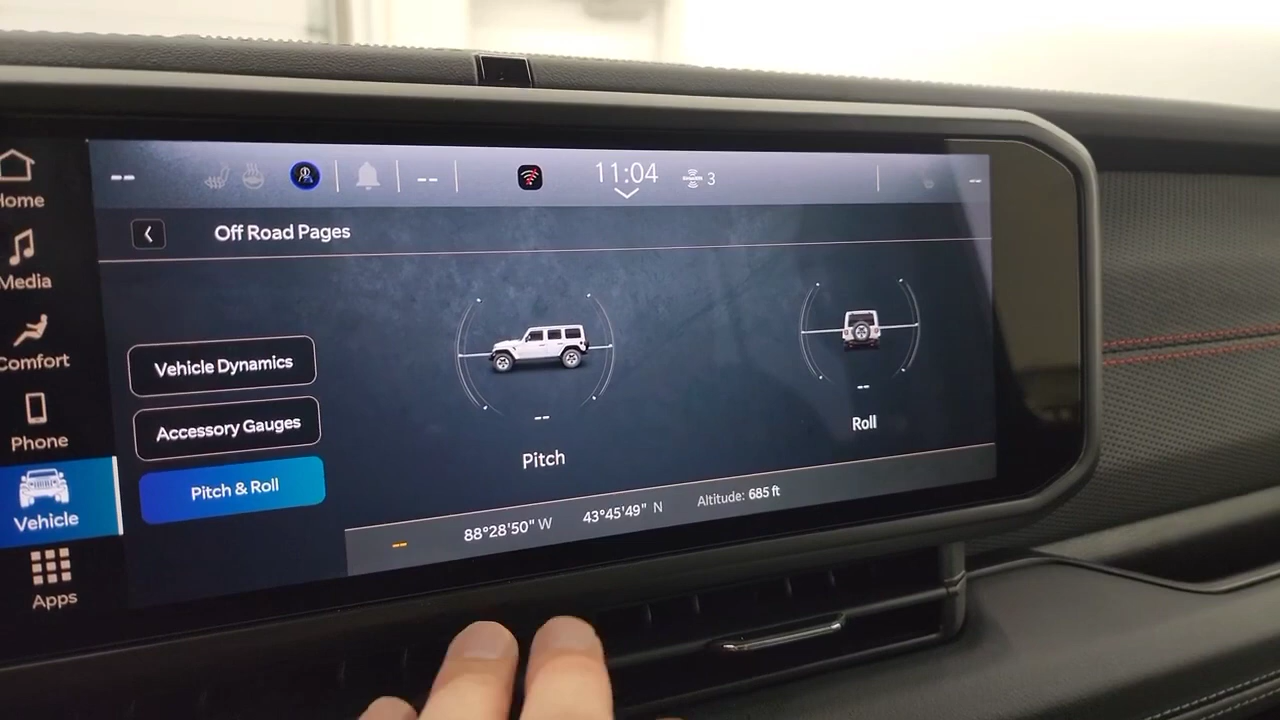 --
--
11:04
3
--
Home
Off Road Pages
Media
Vehicle Dynamics
Comfort
Accessory Gauges
--
--
Phone
Pitch
Roll
Pitch & Roll
Vehicle
--
88°28'50" W
43°45'49" N
Altitude: 685 ft
Apps